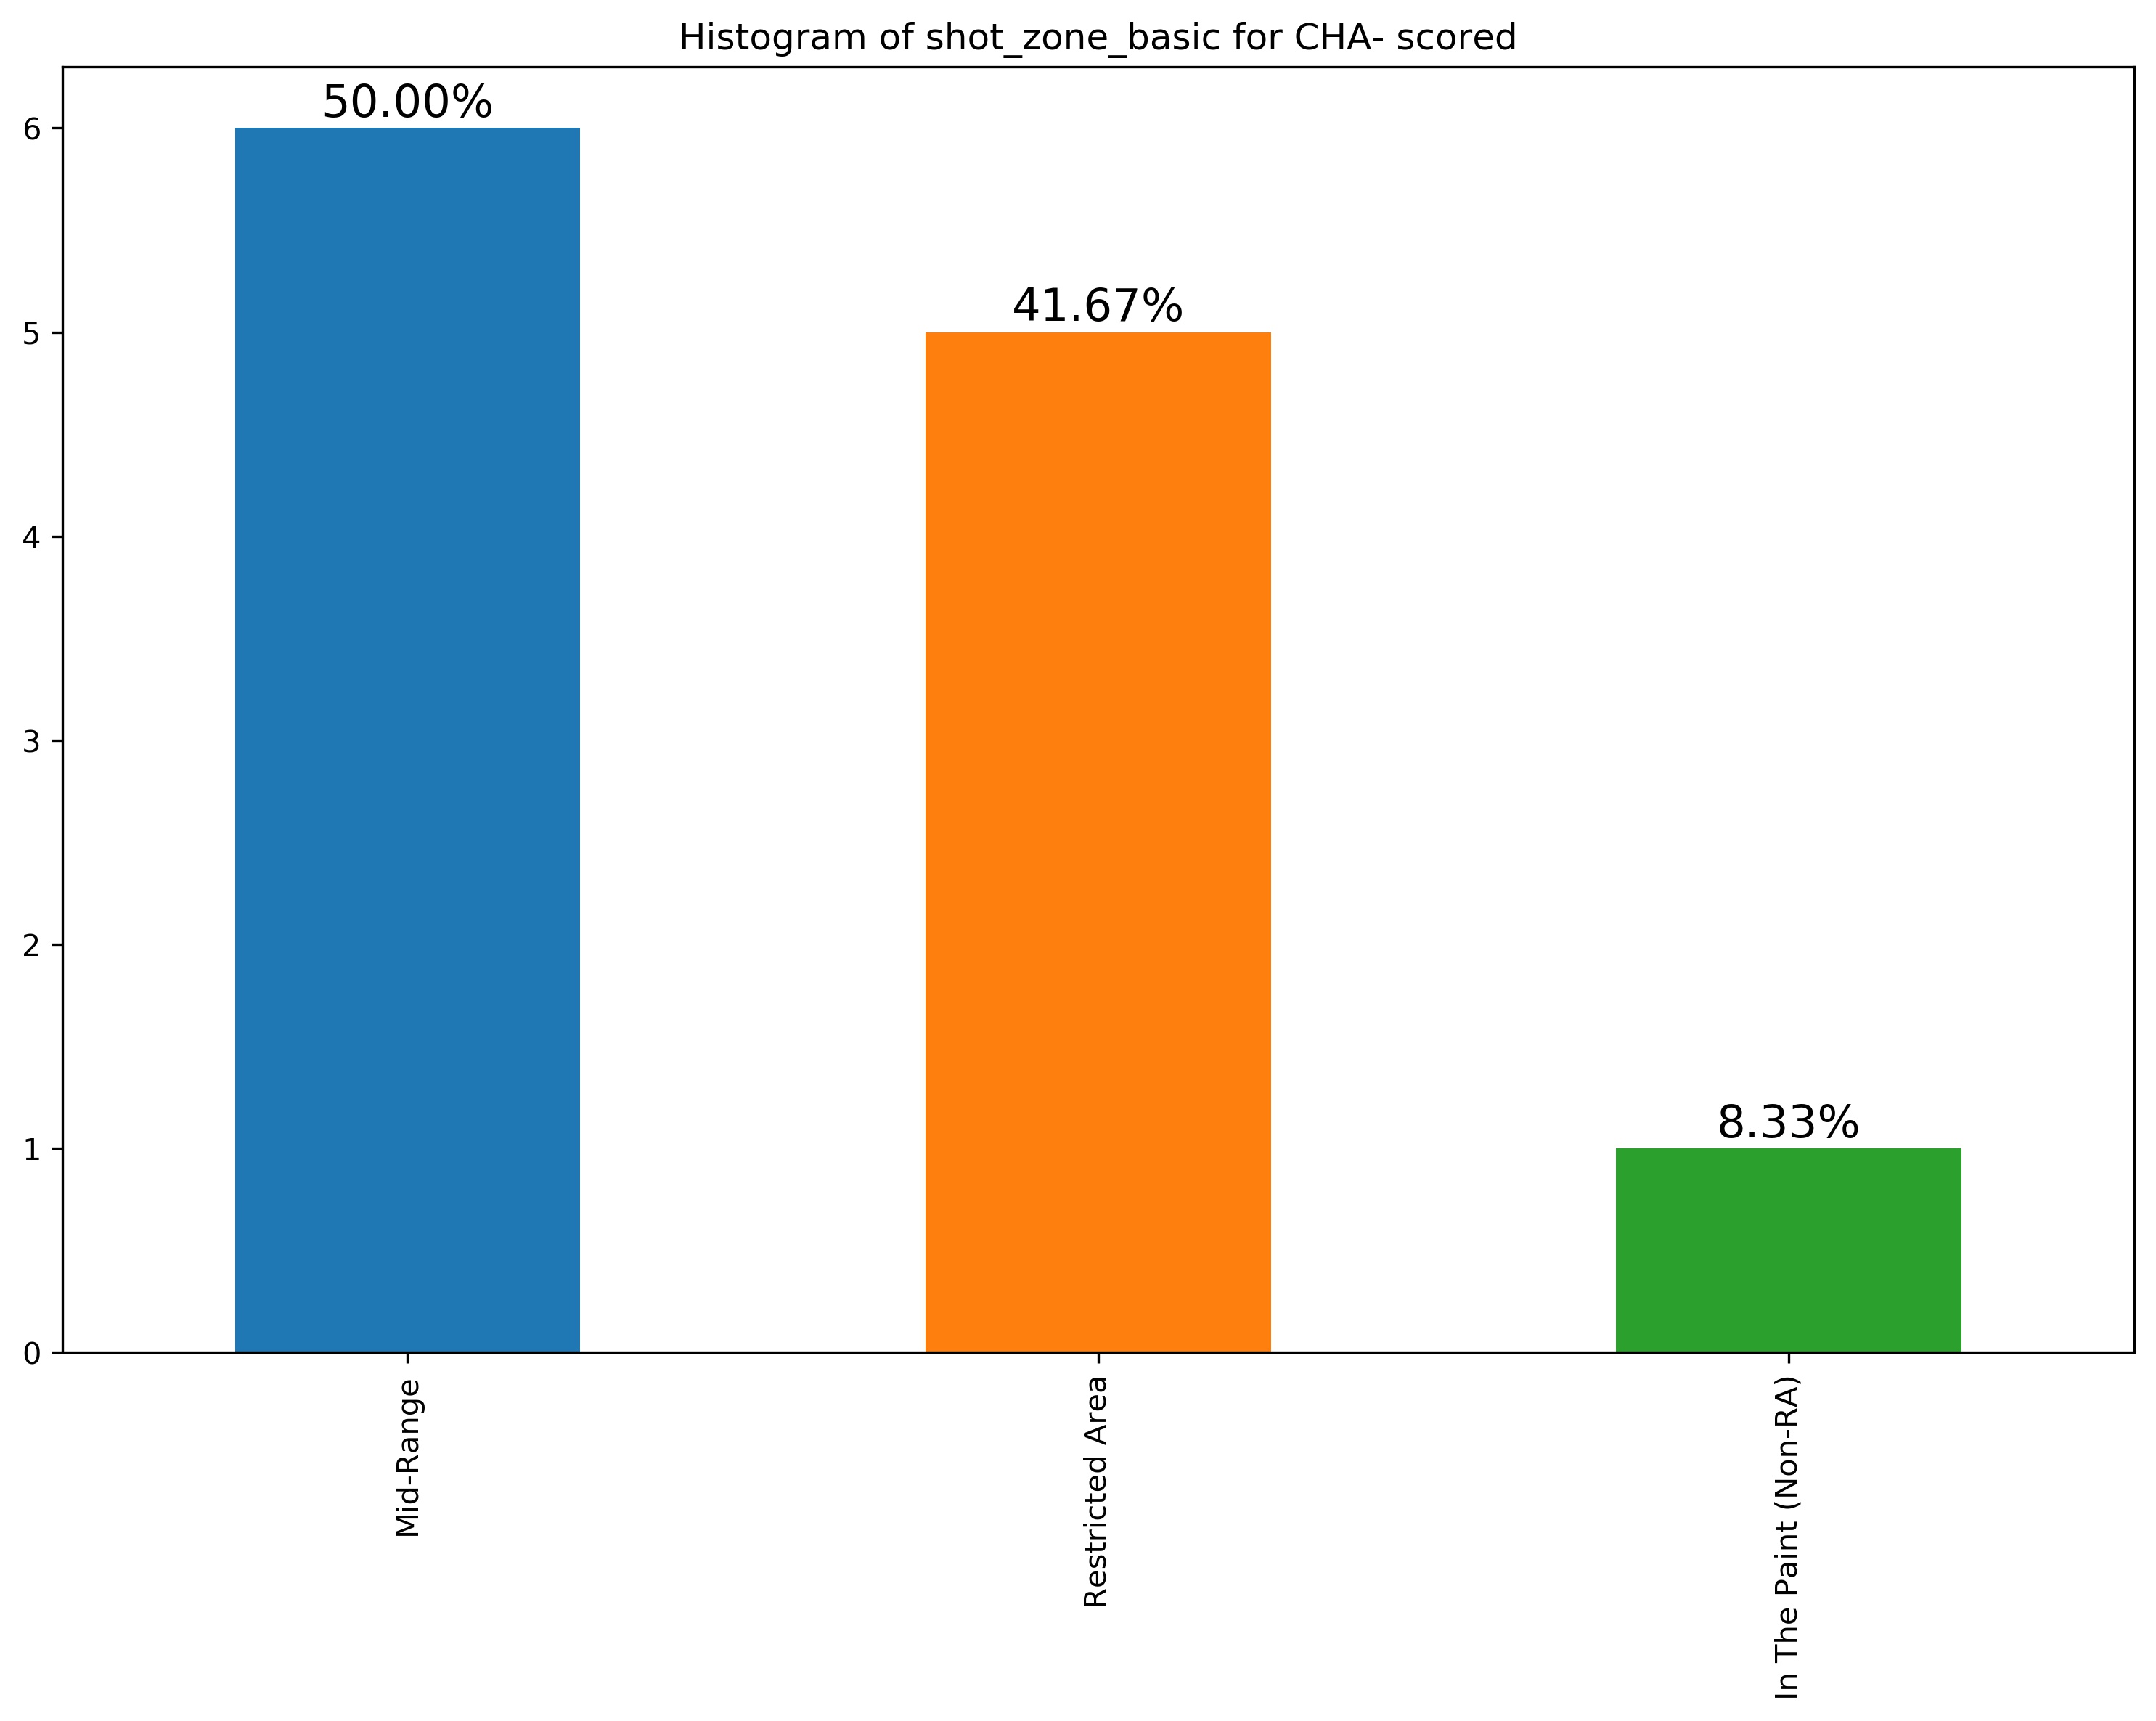 Histogram of shot_zone_basic for CHA- scored
50.00%
41.67%
8.33%
6
5
4
3
2
1
0
Mid-Range
Restricted Area
In The Paint (Non-RA)